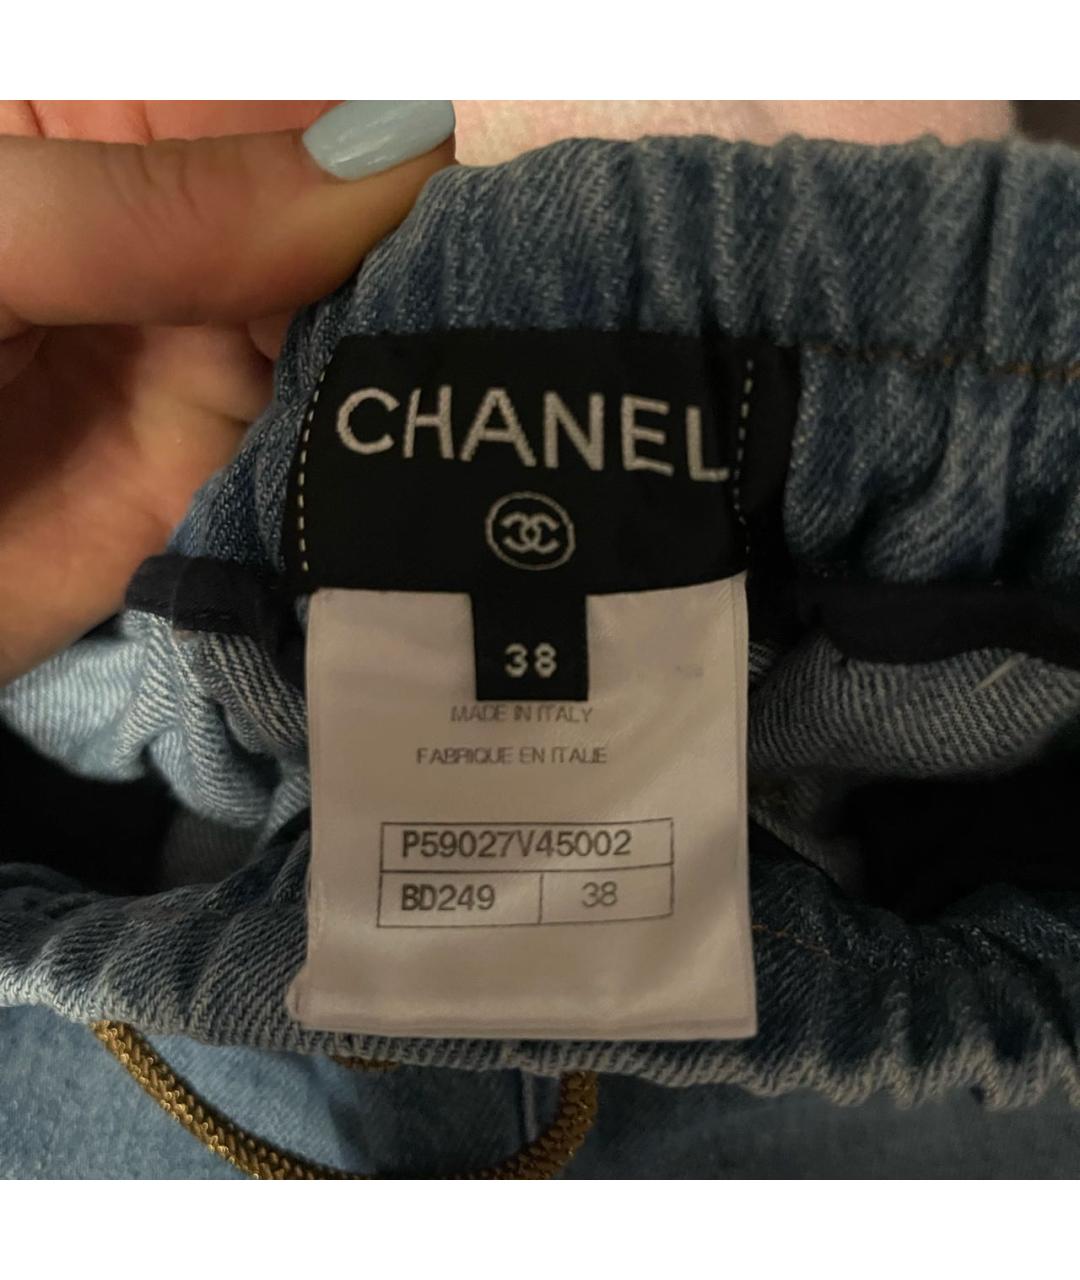 CHANEL
38
MADE IN ITALY
FABRIQUE EN ITALIE
P59027V45002
BD249 38